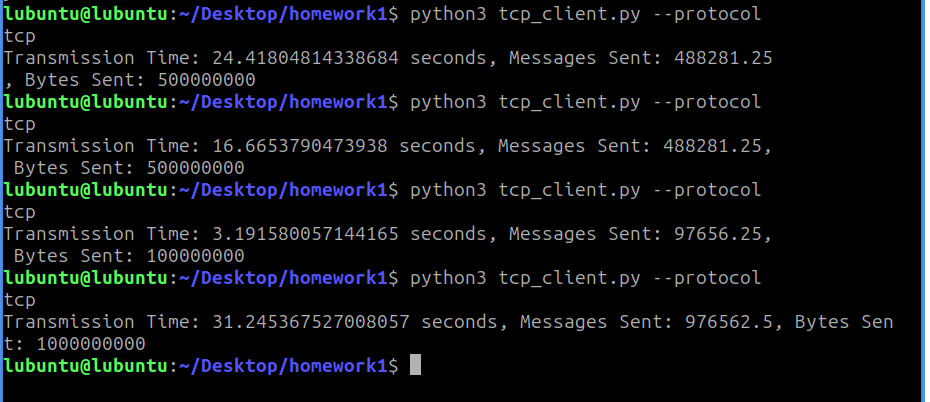 lubuntu@lubuntu:~/Desktop/homework1$ python3 tcp_client.py --protocol
tcp
Transmission Time: 24.41804814338684 seconds, Messages Sent: 488281.25
, Bytes Sent: 500000000
lubuntu@lubuntu:~/Desktop/homework1$ python3 tcp_client.py --protocol
tcp
Transmission Time: 16.6653790473938 seconds, Messages Sent: 488281.25,
 Bytes Sent: 500000000
lubuntu@lubuntu:~/Desktop/homework1$ python3 tcp_client.py --protocol
tcp
Transmission Time: 3.191580057144165 seconds, Messages Sent: 97656.25,
 Bytes Sent: 100000000
lubuntu@lubuntu:~/Desktop/homework1$ python3 tcp_client.py --protocol
tcp
Transmission Time: 31.245367527008057 seconds, Messages Sent: 976562.5, Bytes Sen
t: 1000000000
lubuntu@lubuntu:~/Desktop/homework1$